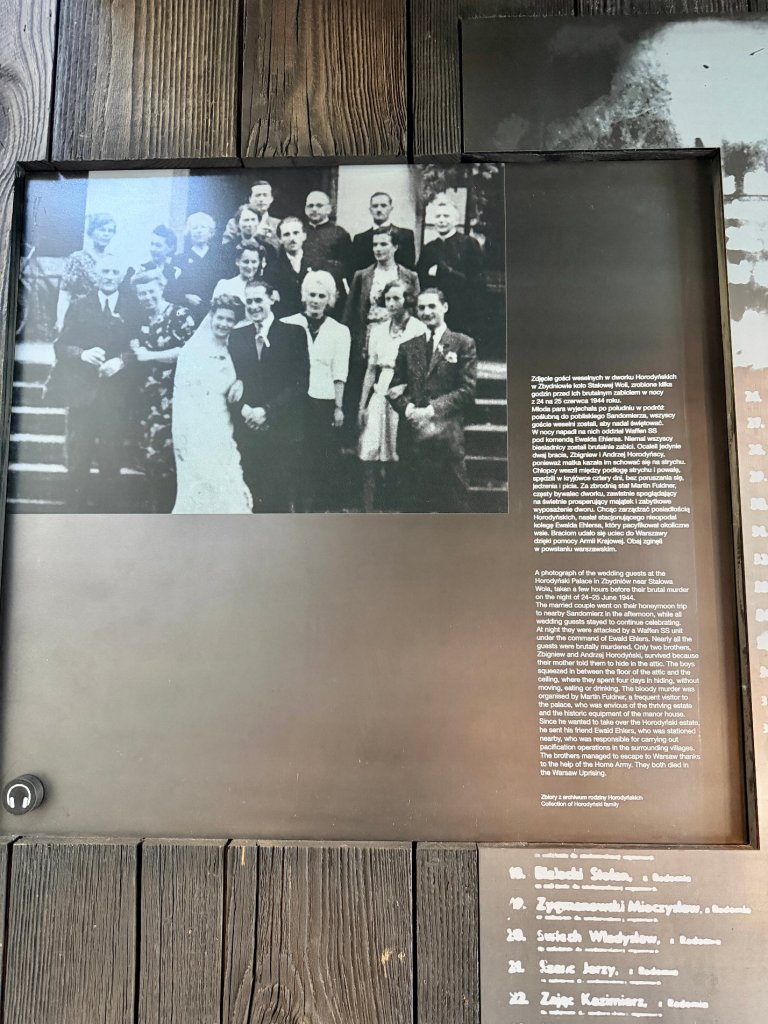 Zdjęcie gości weselnych w dworku Horodyńskich
w Zbydniowie koło Stalowej Woli, zrobione kilka
godzin przed ich brutalnym zabiciem w nocy
z 24 na 25 czerwca 1944 roku.
Młoda para wyjechała po południu w podróż
poślubną do pobliskiego Sandomierza, wszyscy
goście weselni zostali, aby nadal świętować.
W nocy napadł na nich oddział Waffen SS
pod komendą Ewalda Ehlersa. Niemal wszyscy
biesiadnicy zostali brutalnie zabici. Ocaleli jedynie
dwaj bracia, Zbigniew i Andrzej Horodyńscy,
ponieważ matka kazała im schować się na strychu.
Chłopcy weszli między podłogę strychu i powałę,
spędzili w kryjówce cztery dni, bez poruszania się,
jedzenia i picia. Za zbrodnią stał Martin Fuldner,
częsty bywalec dworku, zawistnie spoglądający
na świetnie prosperujący majątek i zabytkowe
wyposażenie dworu. Chcąc zarządzać posiadłością
Horodyńskich, nasłał stacjonującego nieopodal
kolegę Ewalda Ehlersa, który pacyfikował okoliczne
wsie. Braciom udało się uciec do Warszawy
dzięki pomocy Armii Krajowej. Obaj zginęli
w powstaniu warszawskim.
A photograph of the wedding guests at the
Horodyński Palace in Zbydniów near Stalowa
Wola, taken a few hours before their brutal murder
on the night of 24–25 June 1944.
The married couple went on their honeymoon trip
to nearby Sandomierz in the afternoon, while all
wedding guests stayed to continue celebrating.
At night they were attacked by a Waffen SS unit
under the command of Ewald Ehlers. Nearly all the
guests were brutally murdered. Only two brothers,
Zbigniew and Andrzej Horodyński, survived because
their mother told them to hide in the attic. The boys
squeezed in between the floor of the attic and the
ceiling, where they spent four days in hiding, without
moving, eating or drinking. The bloody murder was
organised by Martin Fuldner, a frequent visitor to
the palace, who was envious of the thriving estate
and the historic equipment of the manor house.
Since he wanted to take over the Horodyński estate,
he sent his friend Ewald Ehlers, who was stationed
nearby, who was responsible for carrying out
pacification operations in the surrounding villages.
The brothers managed to escape to Warsaw thanks
to the help of the Home Army. They both died in
the Warsaw Uprising.
Zbiory z archiwum rodziny Horodyńskich
Collection of Horodyński family
18. Białecki Stefan, z Radomia
19. Zygmanowski Mieczysław, z Radomia
20. Władysław, z Radomia
21. Jerzy, z Radomia
22. Zając Kazimierz, z Radomia